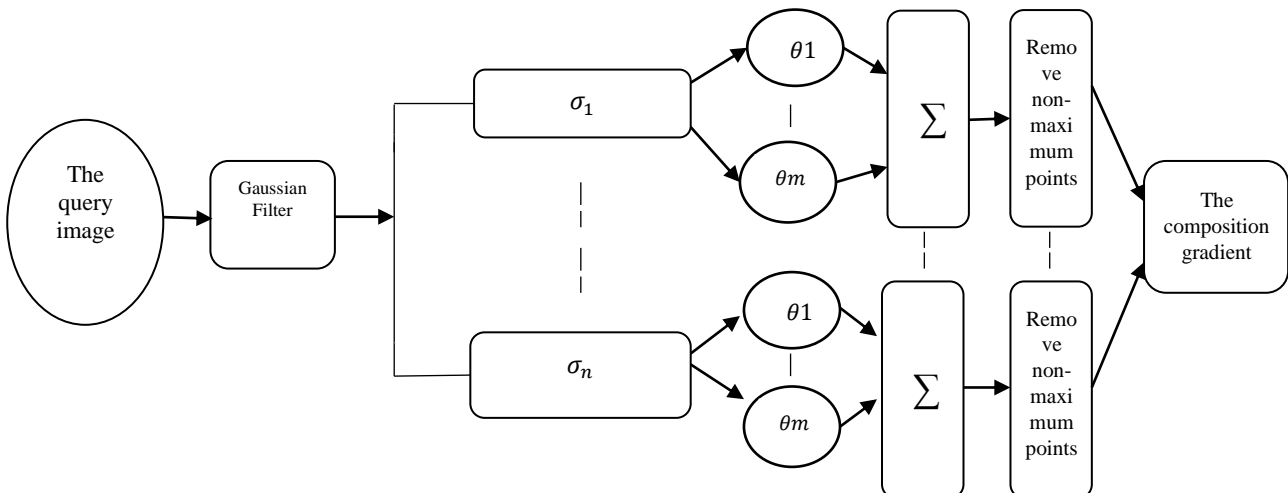 The
query
image
Gaussian
Filter
σ₁
θ1
θm
∑
Remo
ve
non-
maxi
mum
points
σₙ
θ1
θm
∑
Remo
ve
non-
maxi
mum
points
The
composition
gradient